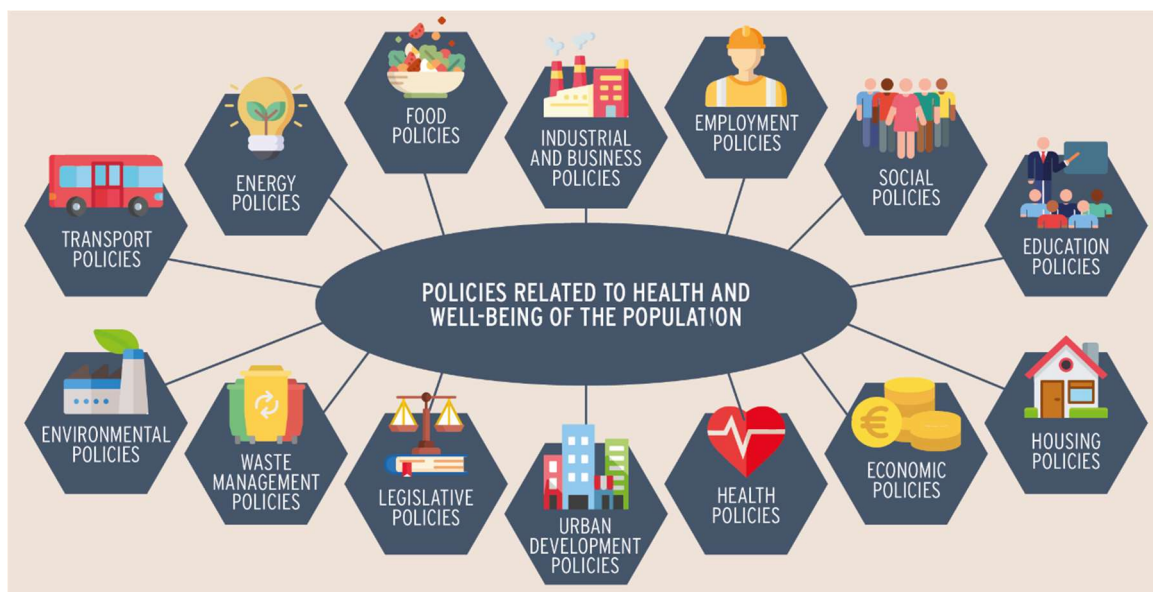 POLICIES RELATED TO HEALTH AND
WELL-BEING OF THE POPULATION
TRANSPORT
POLICIES
ENERGY
POLICIES
FOOD
POLICIES
INDUSTRIAL
AND BUSINESS
POLICIES
EMPLOYMENT
POLICIES
SOCIAL
POLICIES
EDUCATION
POLICIES
ENVIRONMENTAL
POLICIES
WASTE
MANAGEMENT
POLICIES
LEGISLATIVE
POLICIES
URBAN
DEVELOPMENT
POLICIES
HEALTH
POLICIES
€
ECONOMIC
POLICIES
HOUSING
POLICIES